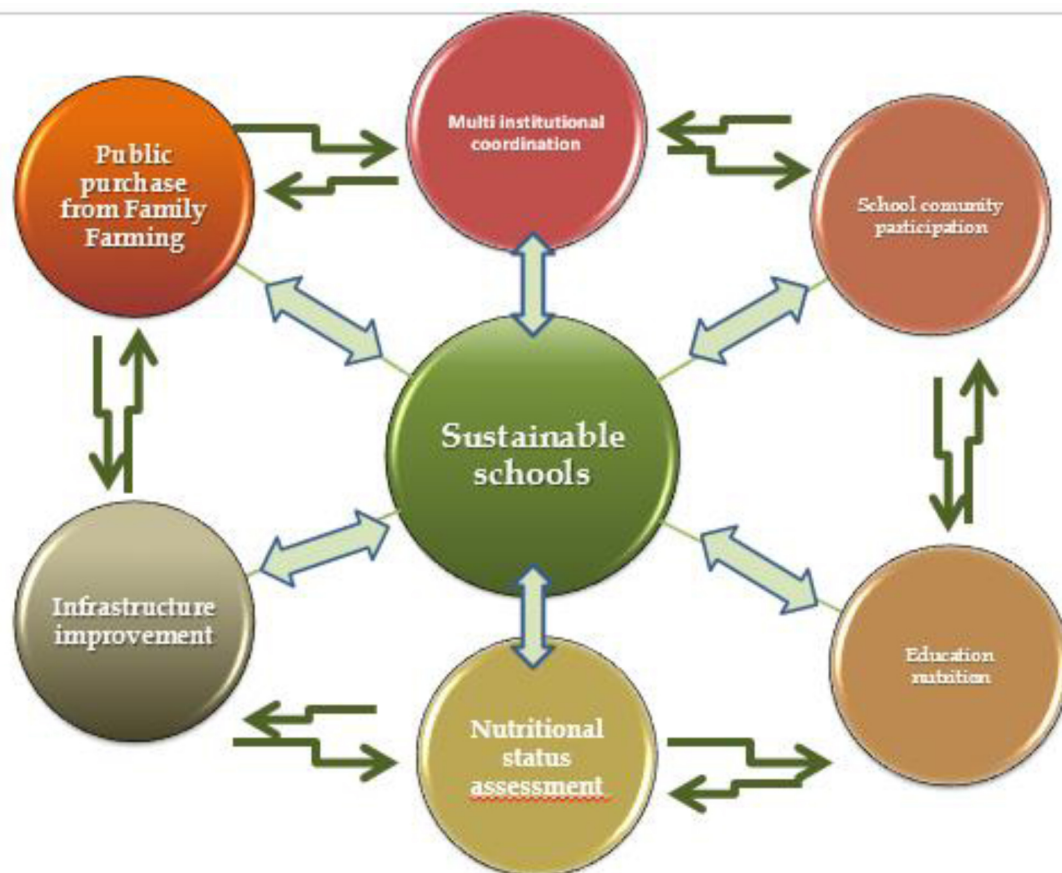 Multi institutional
coordination
Public
purchase
from Family
Farming
School comunity
participation
Sustainable
schools
Infrastructure
improvement
Education
nutrition
Nutritional
status
assessment